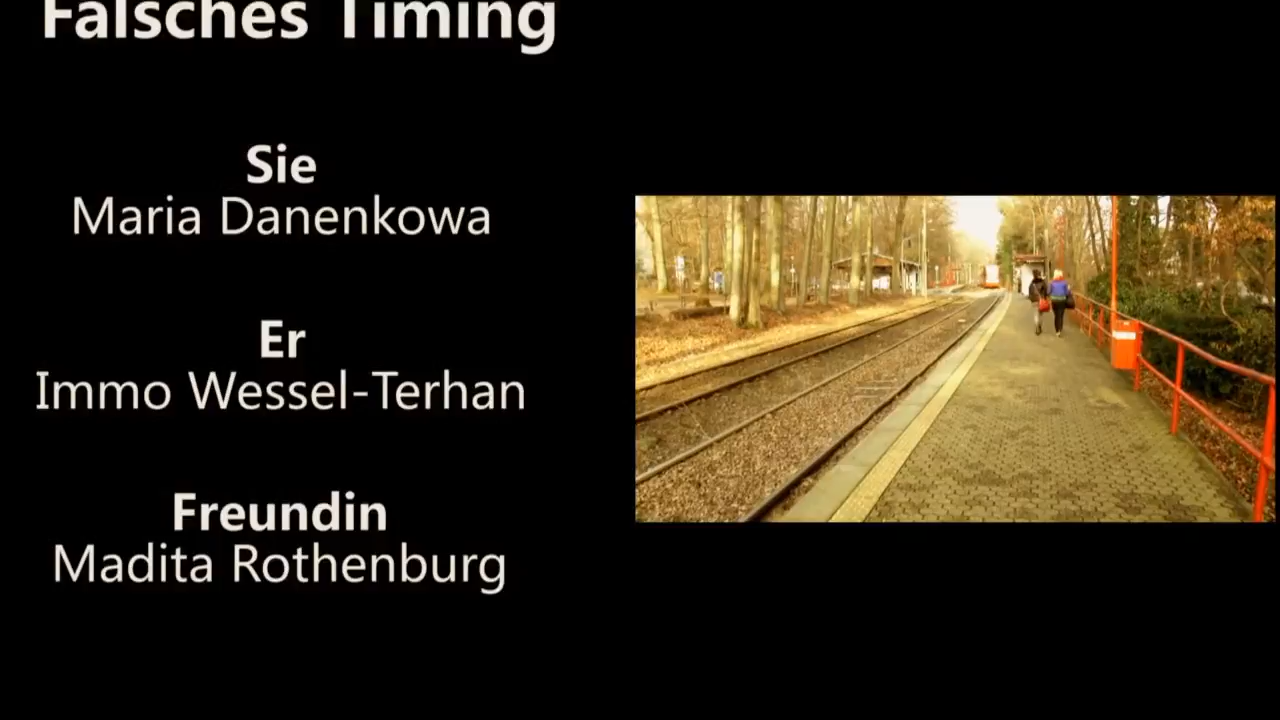 Falsches Timing
Sie
Maria Danenkowa
Er
Immo Wessel-Terhan
Freundin
Madita Rothenburg